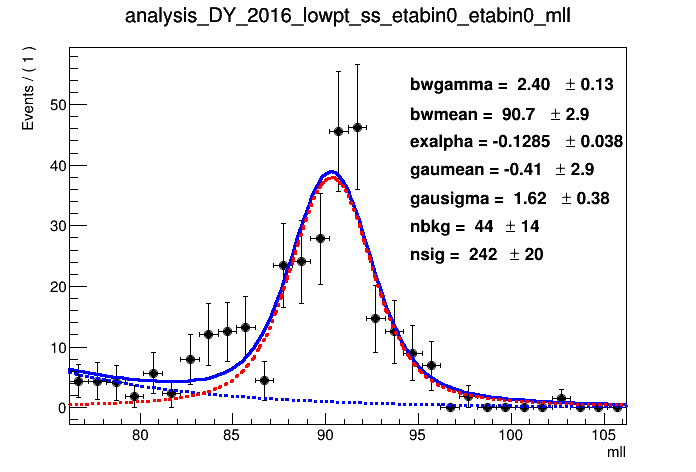 analysis_DY_2016_lowpt_ss_etabin0_etabin0_mll
Events / ( 1 )
bwgamma = 2.40 ± 0.13
bwmean = 90.7 ± 2.9
exalpha = -0.1285 ± 0.038
gaumean = -0.41 ± 2.9
gausigma = 1.62 ± 0.38
nbkg = 44 ± 14
nsig = 242 ± 20
50
40
30
20
10
0
80 85 90 95 100 105
mll